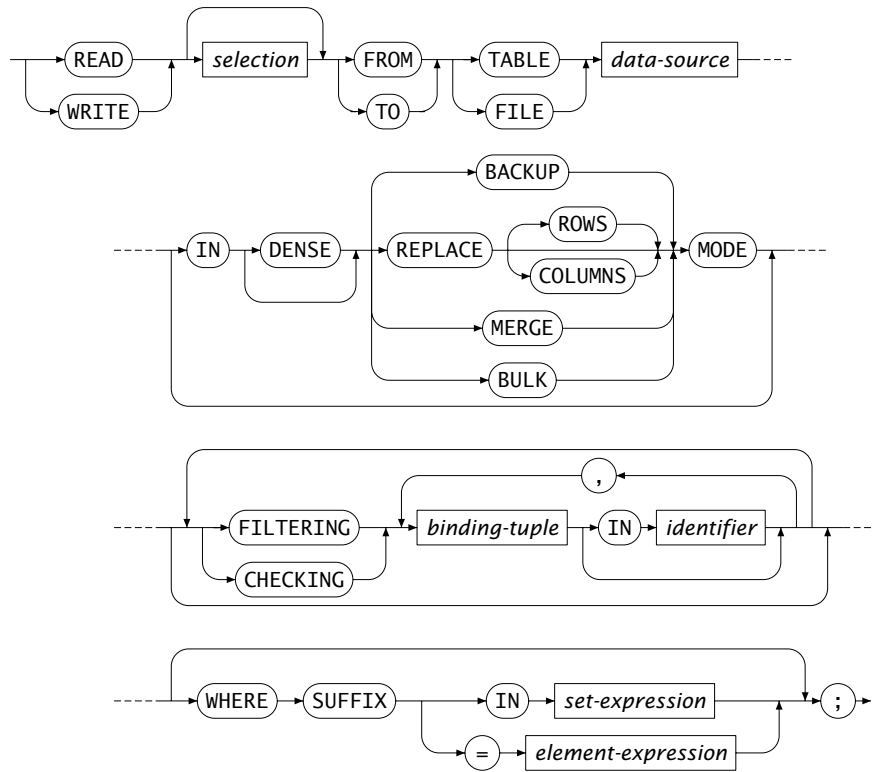 READ selection FROM TABLE data-source
WRITE TO FILE
BACKUP
ROWS
IN DENSE REPLACE MODE
COLUMNS
MERGE
BULK
,
FILTERING binding-tuple IN identifier
CHECKING
WHERE SUFFIX IN set-expression ;
= element-expression